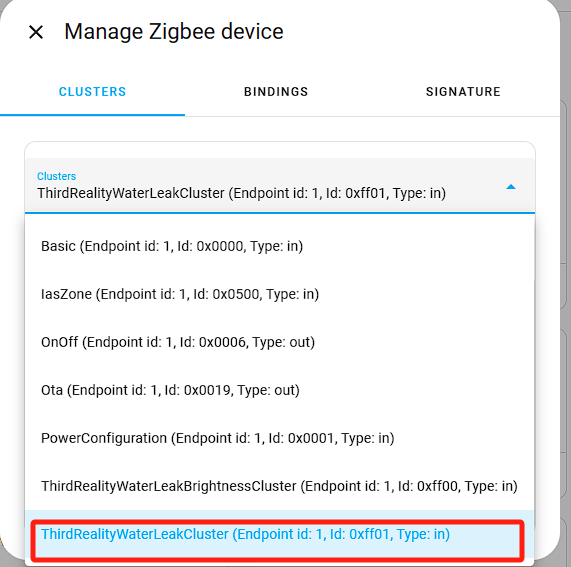 Manage Zigbee device
CLUSTERS BINDINGS SIGNATURE
Clusters
ThirdRealityWaterLeakCluster (Endpoint id: 1, Id: 0xff01, Type: in)
Basic (Endpoint id: 1, Id: 0x0000, Type: in)
IasZone (Endpoint id: 1, Id: 0x0500, Type: in)
OnOff (Endpoint id: 1, Id: 0x0006, Type: out)
Ota (Endpoint id: 1, Id: 0x0019, Type: out)
PowerConfiguration (Endpoint id: 1, Id: 0x0001, Type: in)
ThirdRealityWaterLeakBrightnessCluster (Endpoint id: 1, Id: 0xff00, Type: in)
ThirdRealityWaterLeakCluster (Endpoint id: 1, Id: 0xff01, Type: in)